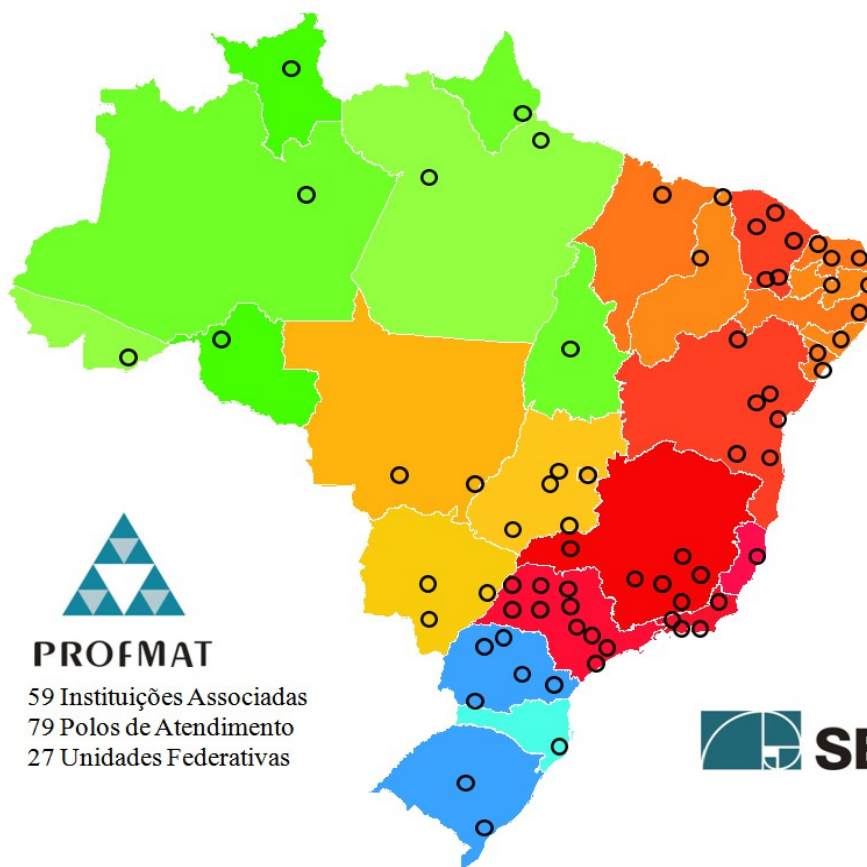 PROFMAT
59 Instituições Associadas
79 Polos de Atendimento
27 Unidades Federativas